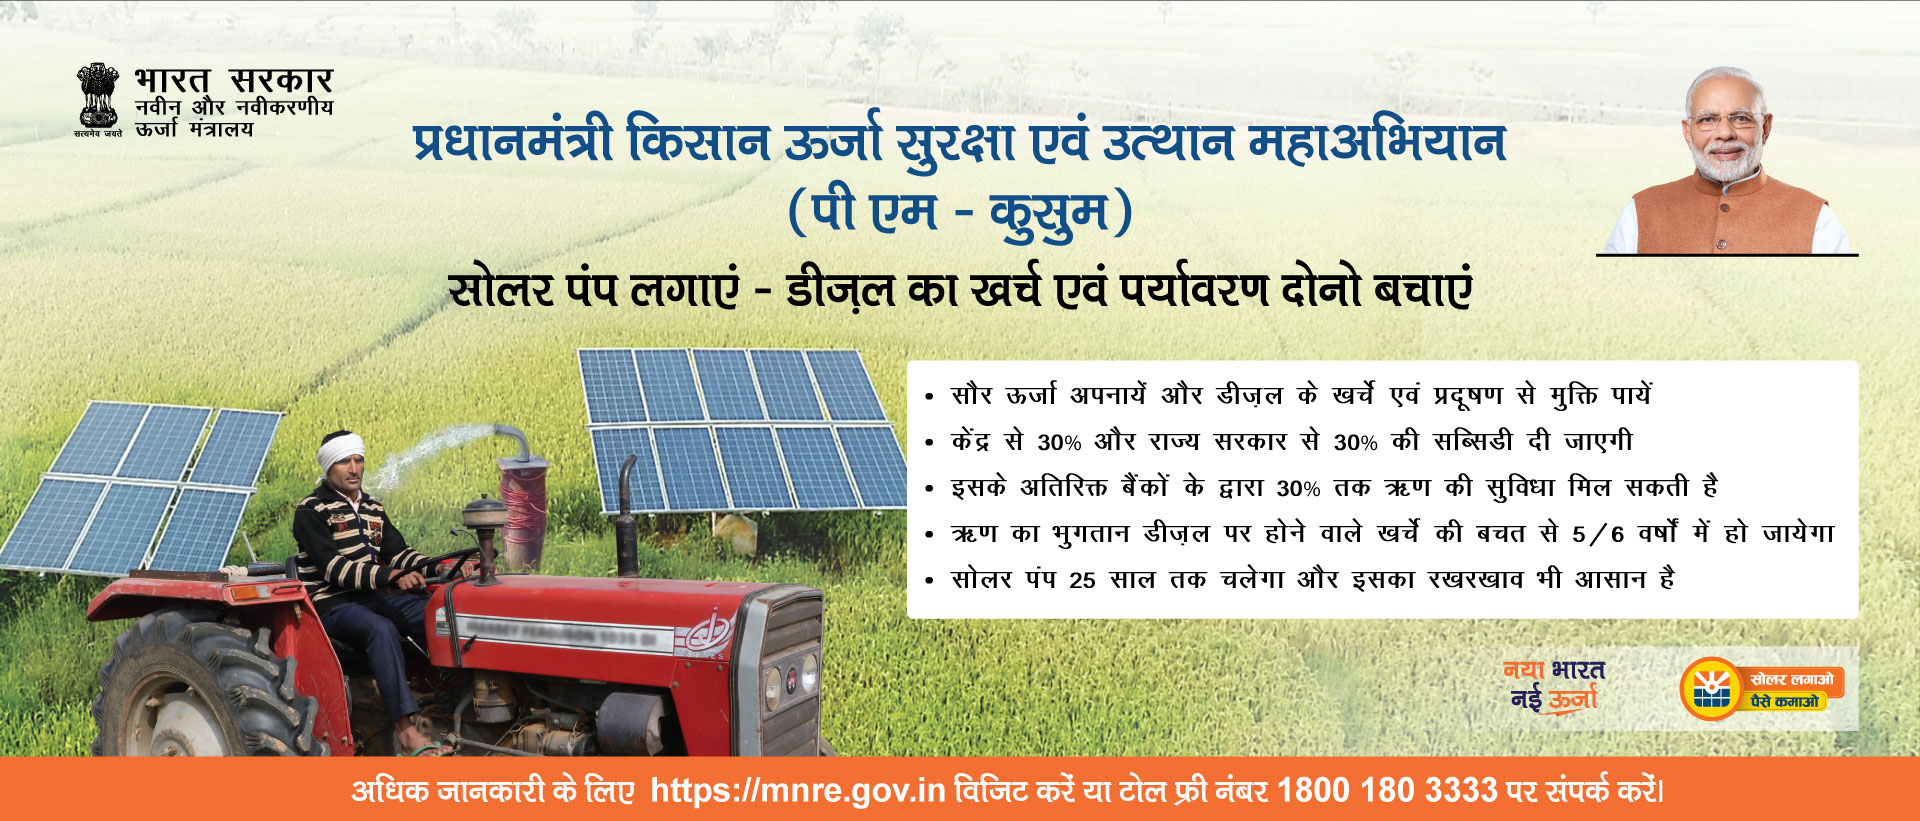 भारत सरकार
नवीन और नवीकरणीय
ऊर्जा मंत्रालय
सत्यमेव जयते
प्रधानमंत्री किसान ऊर्जा सुरक्षा एवं उत्थान महाअभियान
(पी एम - कुसुम)
सोलर पंप लगाएं - डीज़ल का खर्च एवं पर्यावरण दोनो बचाएं
• सौर ऊर्जा अपनायें और डीज़ल के खर्चे एवं प्रदूषण से मुक्ति पायें
• केंद्र से 30% और राज्य सरकार से 30% की सब्सिडी दी जाएगी
• इसके अतिरिक्त बैंकों के द्वारा 30% तक ऋण की सुविधा मिल सकती है
• ऋण का भुगतान डीज़ल पर होने वाले खर्चे की बचत से 5/6 वर्षों में हो जायेगा
• सोलर पंप 25 साल तक चलेगा और इसका रखरखाव भी आसान है
नया भारत
नई ऊर्जा
सोलर लगाओ
पैसे कमाओ
अधिक जानकारी के लिए https://mnre.gov.in विजिट करें या टोल फ्री नंबर 1800 180 3333 पर संपर्क करें।